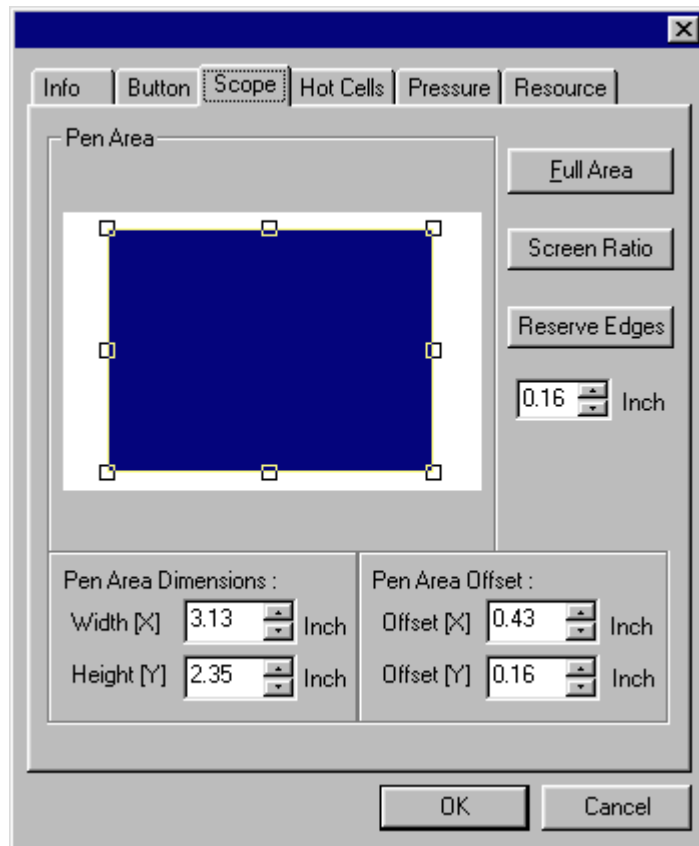 Info Button Scope Hot Cells Pressure Resource
Pen Area
Full Area
Screen Ratio
Reserve Edges
0.16 Inch
Pen Area Dimensions :
Width [X] 3.13 Inch
Height [Y] 2.35 Inch
Pen Area Offset :
Offset [X] 0.43 Inch
Offset [Y] 0.16 Inch
OK Cancel